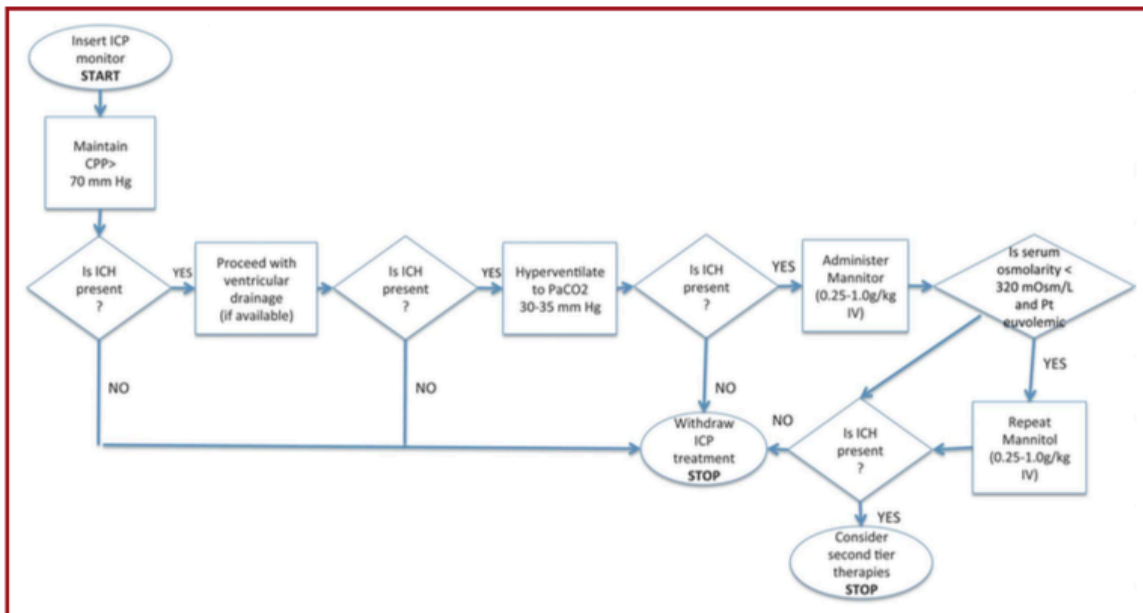 Insert ICP
monitor
START
Maintain
CPP>
70 mm Hg
Is ICH
present
?
YES
Proceed with
ventricular
drainage
(if available)
Is ICH
present
?
YES
Hyperventilate
to PaCO2
30-35 mm Hg
Is ICH
present
?
YES
Administer
Mannitor
(0.25-1.0g/kg
IV)
Is serum
osmolarity <
320 mOsm/L
and Pt
euvolemic
NO
NO
NO
YES
Withdraw
ICP
treatment
STOP
NO
Is ICH
present
?
Repeat
Mannitol
(0.25-1.0g/kg
IV)
YES
Consider
second tier
therapies
STOP